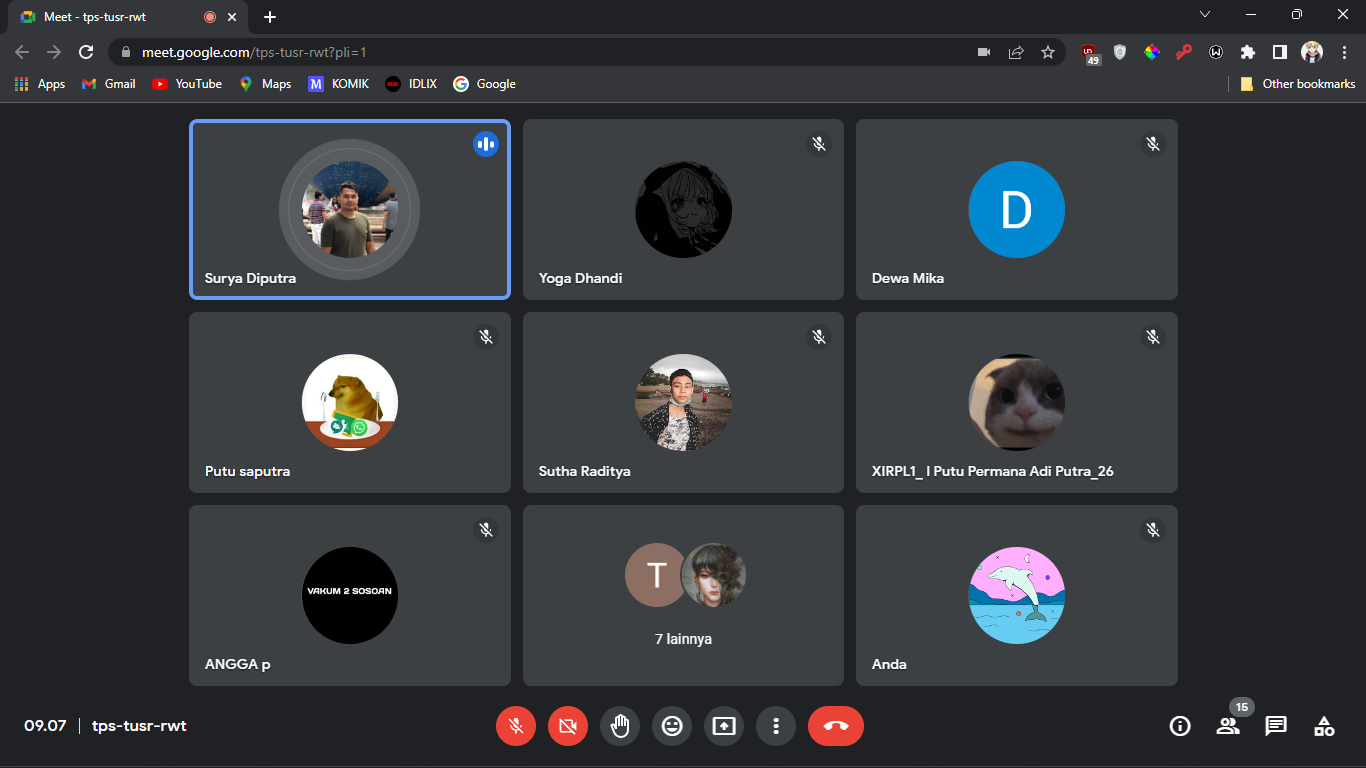 Meet - tps-tusr-rwt
meet.google.com/tps-tusr-rwt?pli=1
49
Apps
Gmail
YouTube
Maps
M
KOMIK
IDLIX
Google
Other bookmarks
Surya Diputra
Yoga Dhandi
D
Dewa Mika
Putu saputra
Sutha Raditya
XIRPL1_ I Putu Permana Adi Putra_26
VAKUM 2 SOSOAN
ANGGA p
T
7 lainnya
Anda
09.07 | tps-tusr-rwt
15